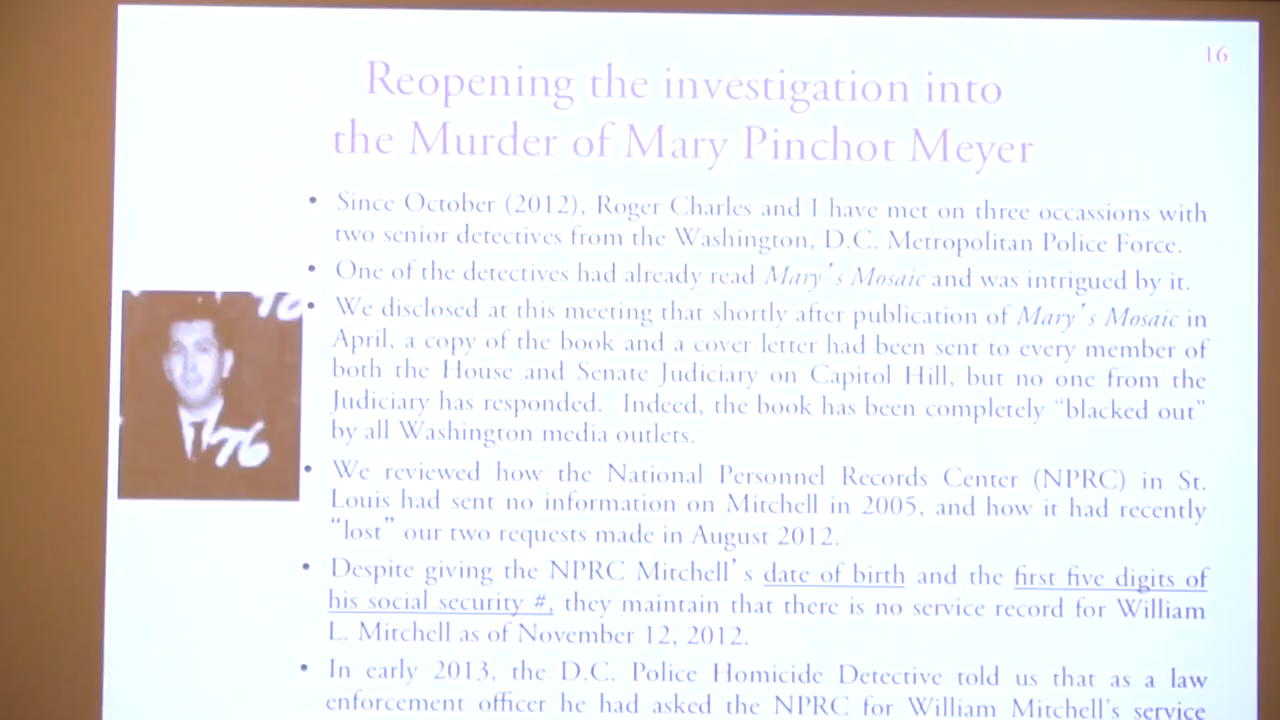 16
Reopening the investigation into
the Murder of Mary Pinchot Meyer
• Since October (2012), Roger Charles and I have met on three occassions with
two senior detectives from the Washington, D.C. Metropolitan Police Force.
• One of the detectives had already read Mary's Mosaic and was intrigued by it.
• We disclosed at this meeting that shortly after publication of Mary's Mosaic in
April, a copy of the book and a cover letter had been sent to every member of
both the House and Senate Judiciary on Capitol Hill, but no one from the
Judiciary has responded. Indeed, the book has been completely “blacked out”
by all Washington media outlets.
76
76
• We reviewed how the National Personnel Records Center (NPRC) in St.
Louis had sent no information on Mitchell in 2005, and how it had recently
“lost” our two requests made in August 2012.
• Despite giving the NPRC Mitchell's date of birth and the first five digits of
his social security #, they maintain that there is no service record for William
L. Mitchell as of November 12, 2012.
• In early 2013, the D.C. Police Homicide Detective told us that as a law
enforcement officer he had asked the NPRC for William Mitchell's service